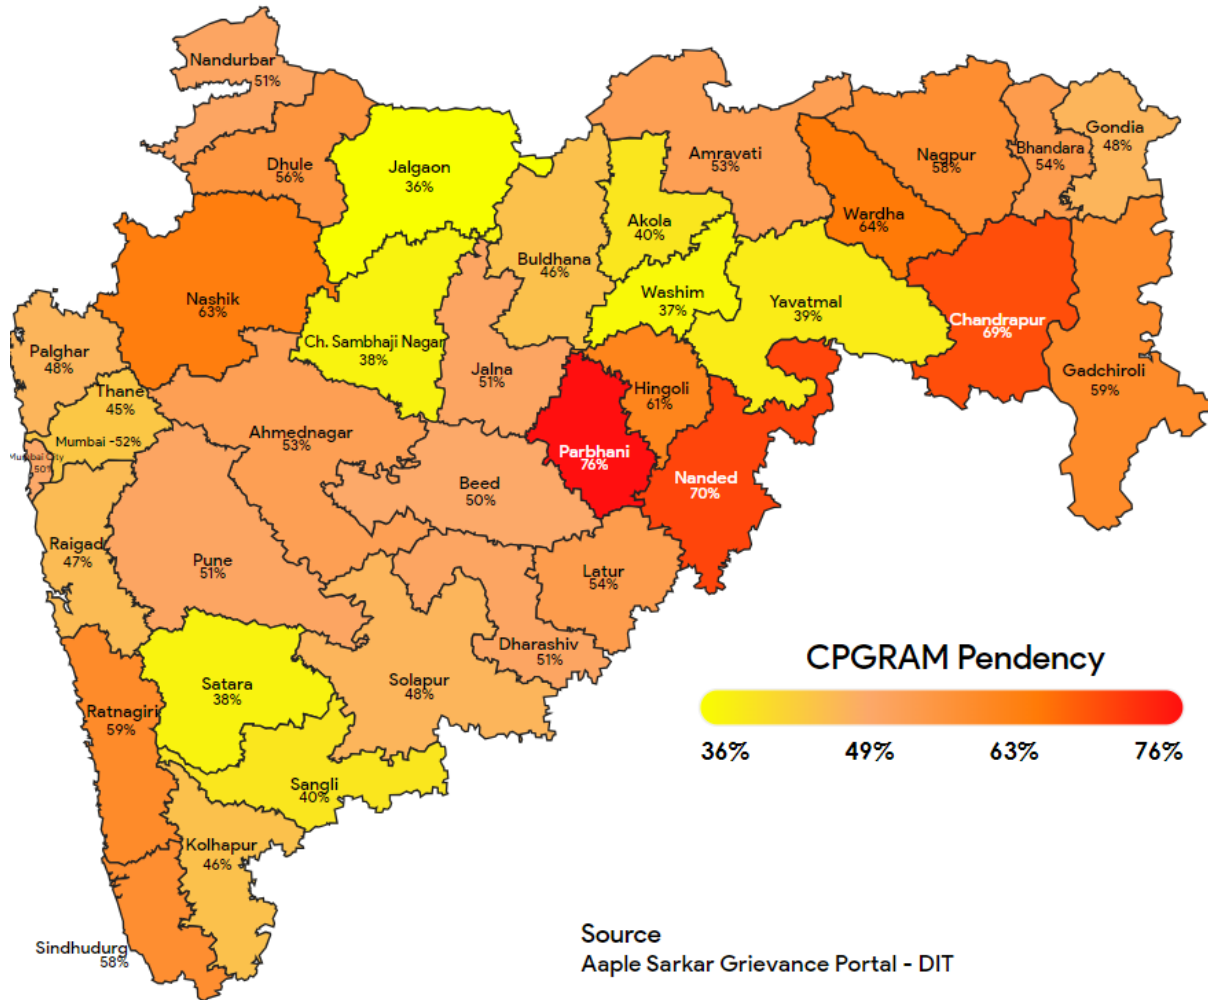 Nandurbar
51%
Dhule
56%
Jalgaon
36%
Buldhana
46%
Akola
40%
Amravati
53%
Nagpur
58%
Bhandara
54%
Gondia
48%
Wardha
64%
Nashik
63%
Ch. Sambhaji Nagar
38%
Washim
37%
Yavatmal
39%
Chandrapur
69%
Gadchiroli
59%
Palghar
48%
Thane
45%
Mumbai -52%
Mumbai City
50%
Jalna
51%
Hingoli
61%
Ahmednagar
53%
Parbhani
76%
Nanded
70%
Beed
50%
Raigad
47%
Pune
51%
Latur
54%
Dharashiv
51%
Satara
38%
Solapur
48%
Ratnagiri
59%
Sangli
40%
Kolhapur
46%
Sindhudurg
58%
CPGRAM Pendency
36% 49% 63% 76%
Source
Aaple Sarkar Grievance Portal - DIT